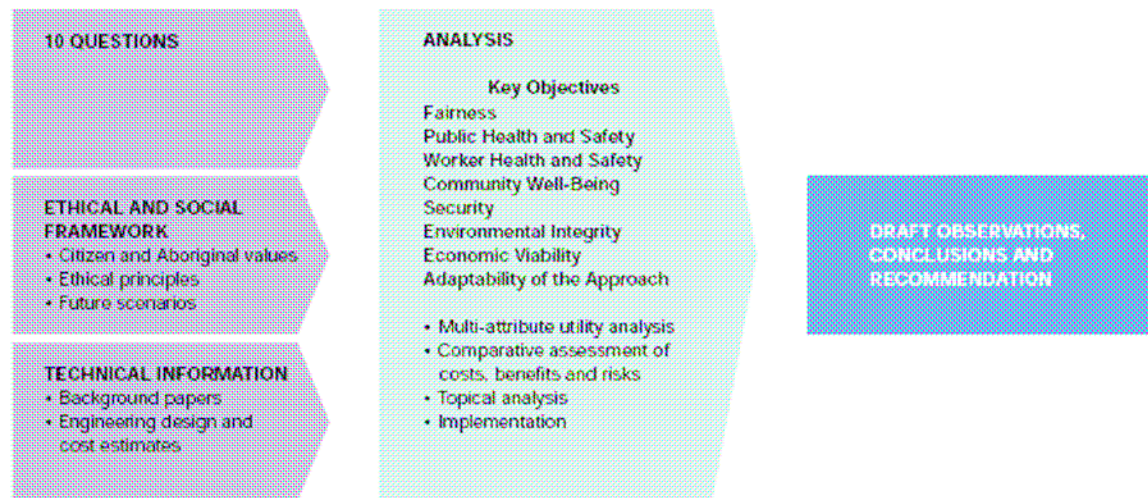 10 QUESTIONS
ETHICAL AND SOCIAL
FRAMEWORK
• Citizen and Aboriginal values
• Ethical principles
• Future scenarios
TECHNICAL INFORMATION
• Background papers
• Engineering design and
cost estimates
ANALYSIS
Key Objectives
Fairness
Public Health and Safety
Worker Health and Safety
Community Well-Being
Security
Environmental Integrity
Economic Viability
Adaptability of the Approach
• Multi-attribute utility analysis
• Comparative assessment of
costs, benefits and risks
• Topical analysis
• Implementation
DRAFT OBSERVATIONS,
CONCLUSIONS AND
RECOMMENDATION